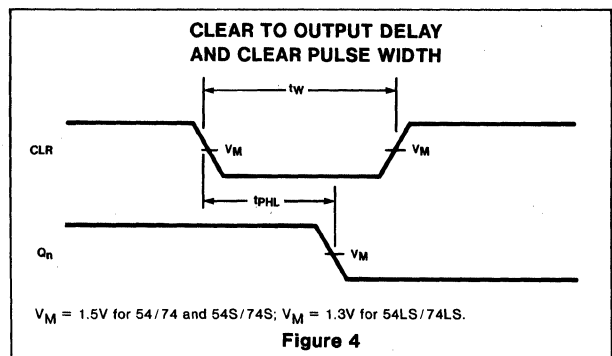 CLEAR TO OUTPUT DELAY
AND CLEAR PULSE WIDTH
tW
CLR
VM
VM
tPHL
Qn
VM
VM = 1.5V for 54/74 and 54S/74S; VM = 1.3V for 54LS/74LS.
Figure 4